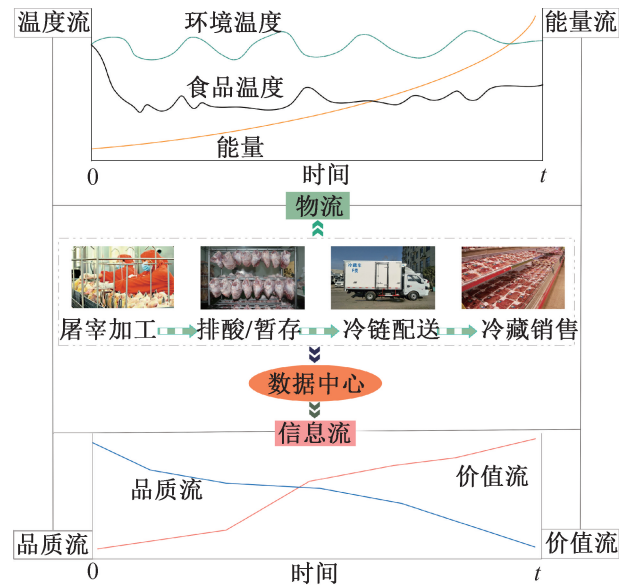 温度流
能量流
环境温度
食品温度
能量
0
时间
t
物流
屠宰加工
排酸/暂存
冷链配送
冷藏销售
数据中心
信息流
品质流
价值流
品质流
价值流
0
时间
t